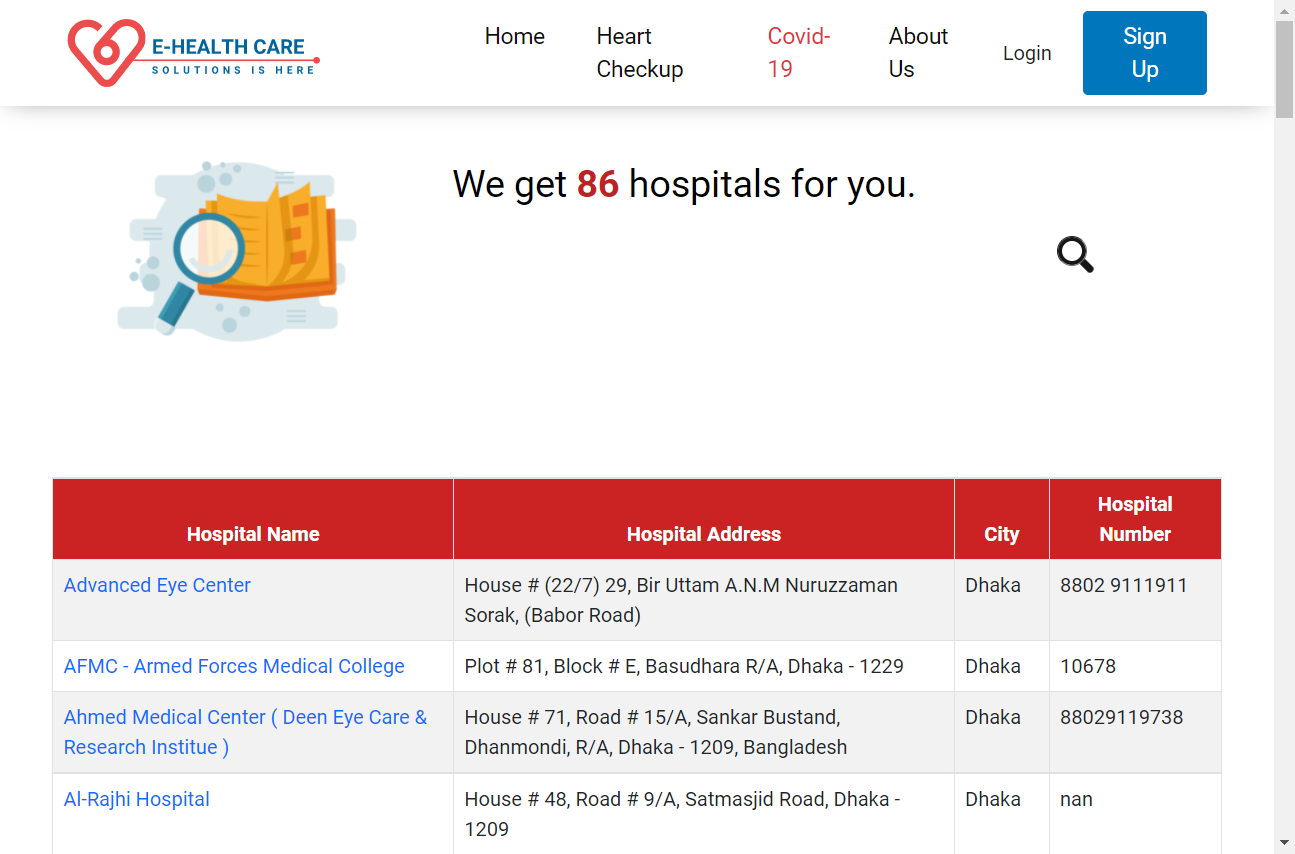 E-HEALTH CARE
SOLUTIONS IS HERE
Home
Heart
Checkup
Covid-
19
About
Us
Login
Sign
Up
We get 86 hospitals for you.
Hospital Name
Hospital Address
City
Hospital
Number
Advanced Eye Center
House # (22/7) 29, Bir Uttam A.N.M Nuruzzaman
Sorak, (Babor Road)
Dhaka
8802 9111911
AFMC - Armed Forces Medical College
Plot # 81, Block # E, Basudhara R/A, Dhaka - 1229
Dhaka
10678
Ahmed Medical Center ( Deen Eye Care &
Research Institue )
House # 71, Road # 15/A, Sankar Bustand,
Dhanmondi, R/A, Dhaka - 1209, Bangladesh
Dhaka
88029119738
Al-Rajhi Hospital
House # 48, Road # 9/A, Satmasjid Road, Dhaka -
1209
Dhaka
nan